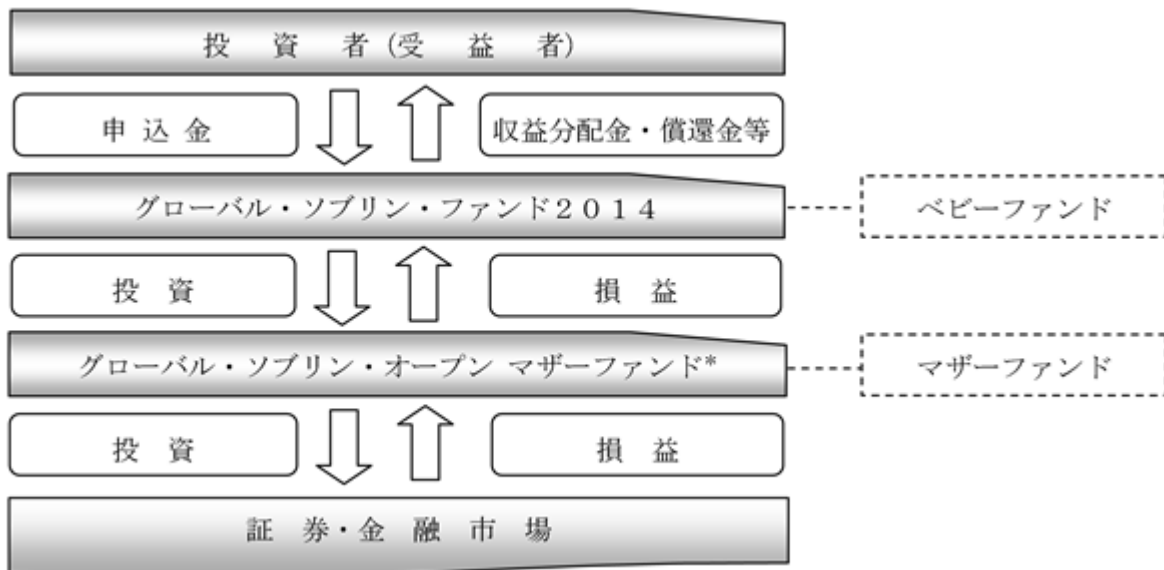 投資者(受益者)
申込金
収益分配金・償還金等
グローバル・ソブリン・ファンド２０１４
ベビーファンド
投資
損益
グローバル・ソブリン・オープン マザーファンド*
マザーファンド
投資
損益
証券・金融市場